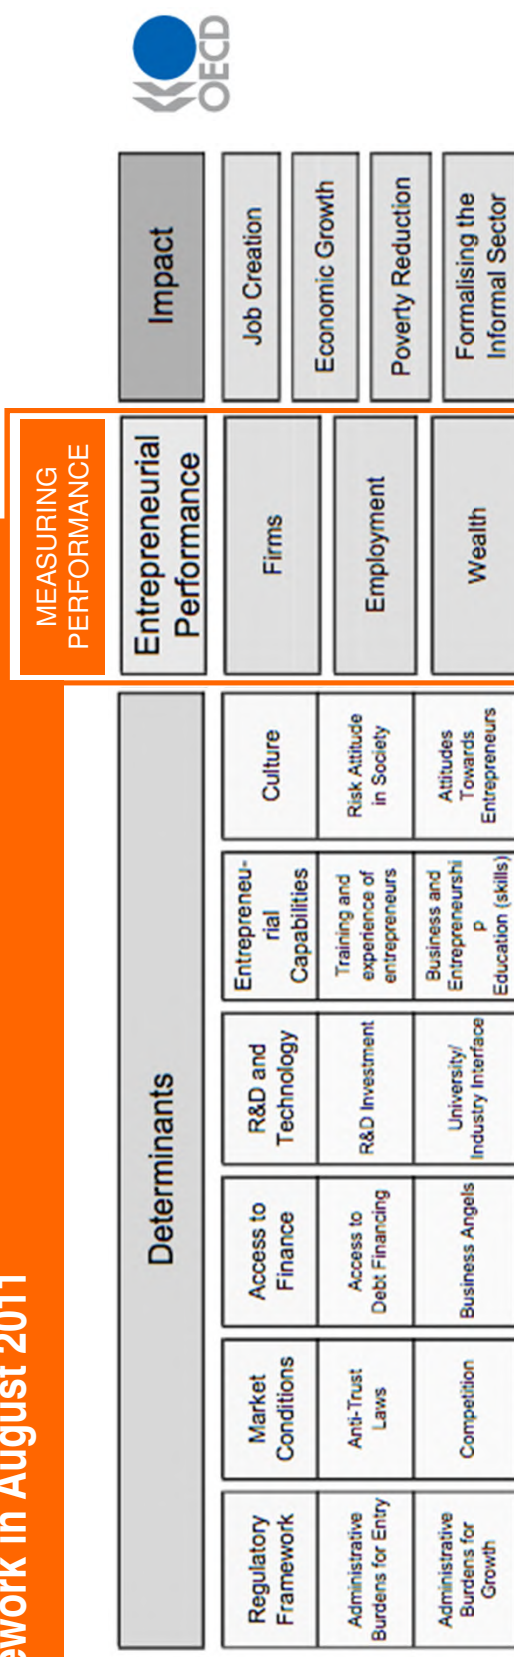 ework in August 2011
MEASURING
PERFORMANCE
Determinants
Entrepreneurial
Performance
Impact
OECD
Regulatory
Framework
Market
Conditions
Access to
Finance
R&D and
Technology
Entrepreneu-
rial
Capabilities
Culture
Firms
Job Creation
Administrative
Burdens for Entry
Anti-Trust
Laws
Access to
Debt Financing
R&D Investment
Training and
experience of
entrepreneurs
Risk Attitude
in Society
Employment
Economic Growth
Poverty Reduction
Administrative
Burdens for
Growth
Competition
Business Angels
University/
Industry Interface
Business and
Entrepreneurshi
p
Education (skills)
Attitudes
Towards
Entrepreneurs
Wealth
Formalising the
Informal Sector